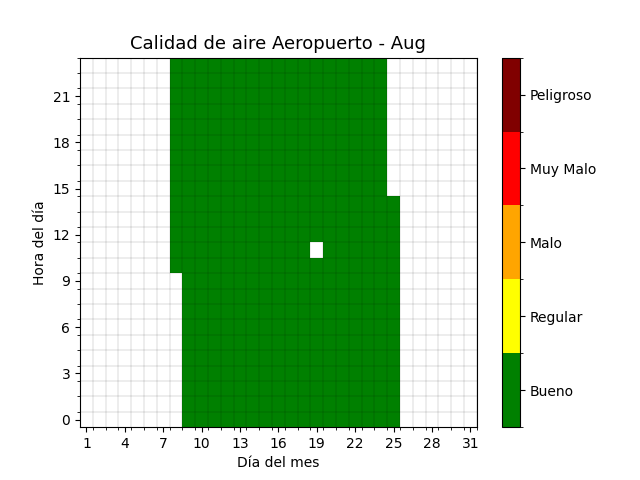 Calidad de aire Aeropuerto - Aug
Hora del día
21
18
15
12
9
6
3
0
1 4 7 10 13 16 19 22 25 28 31
Día del mes
Peligroso
Muy Malo
Malo
Regular
Bueno